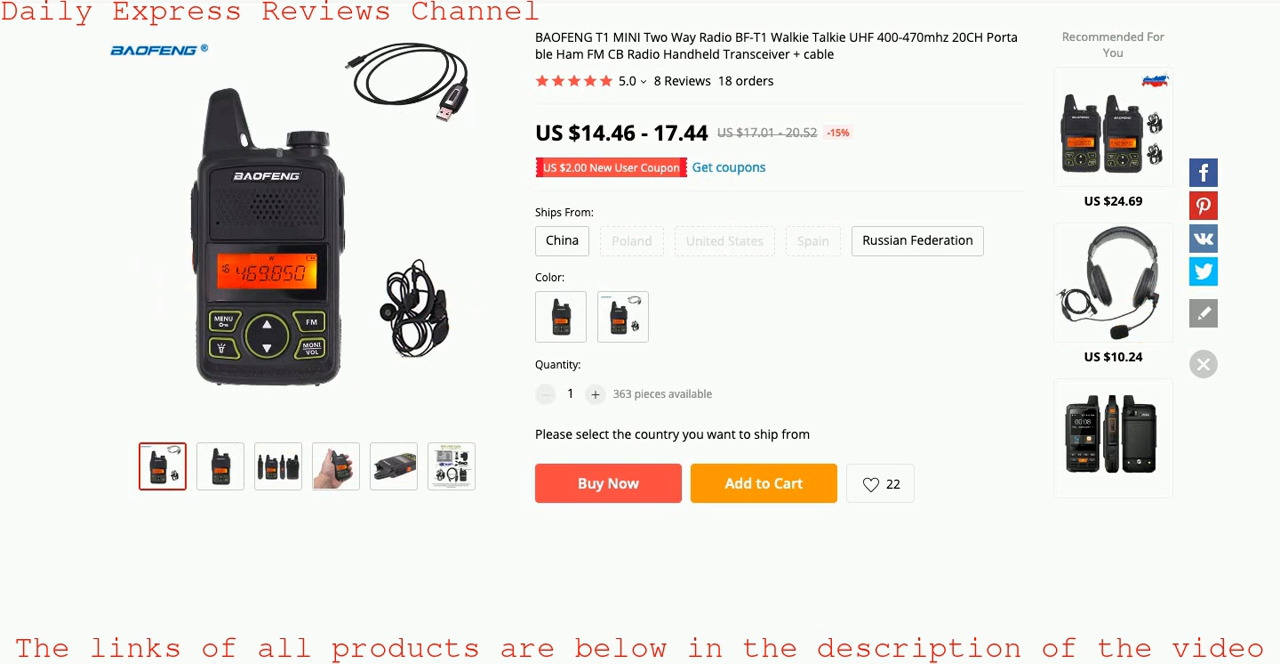 Daily Express Reviews Channel
BAOFENG ®
BAOFENG
169.850
MENU
FM
MONI
VOL
BAOFENG T1 MINI Two Way Radio BF-T1 Walkie Talkie UHF 400-470mhz 20CH Porta
ble Ham FM CB Radio Handheld Transceiver + cable
5.0
8 Reviews
18 orders
US $14.46 - 17.44
US $17.01 - 20.52
-15%
US $2.00 New User Coupon
Get coupons
Ships From:
China
Poland
United States
Spain
Russian Federation
Color:
Quantity:
1
+
363 pieces available
Please select the country you want to ship from
Buy Now
Add to Cart
22
Recommended For
You
US $24.69
US $10.24
The links of all products are below in the description of the video